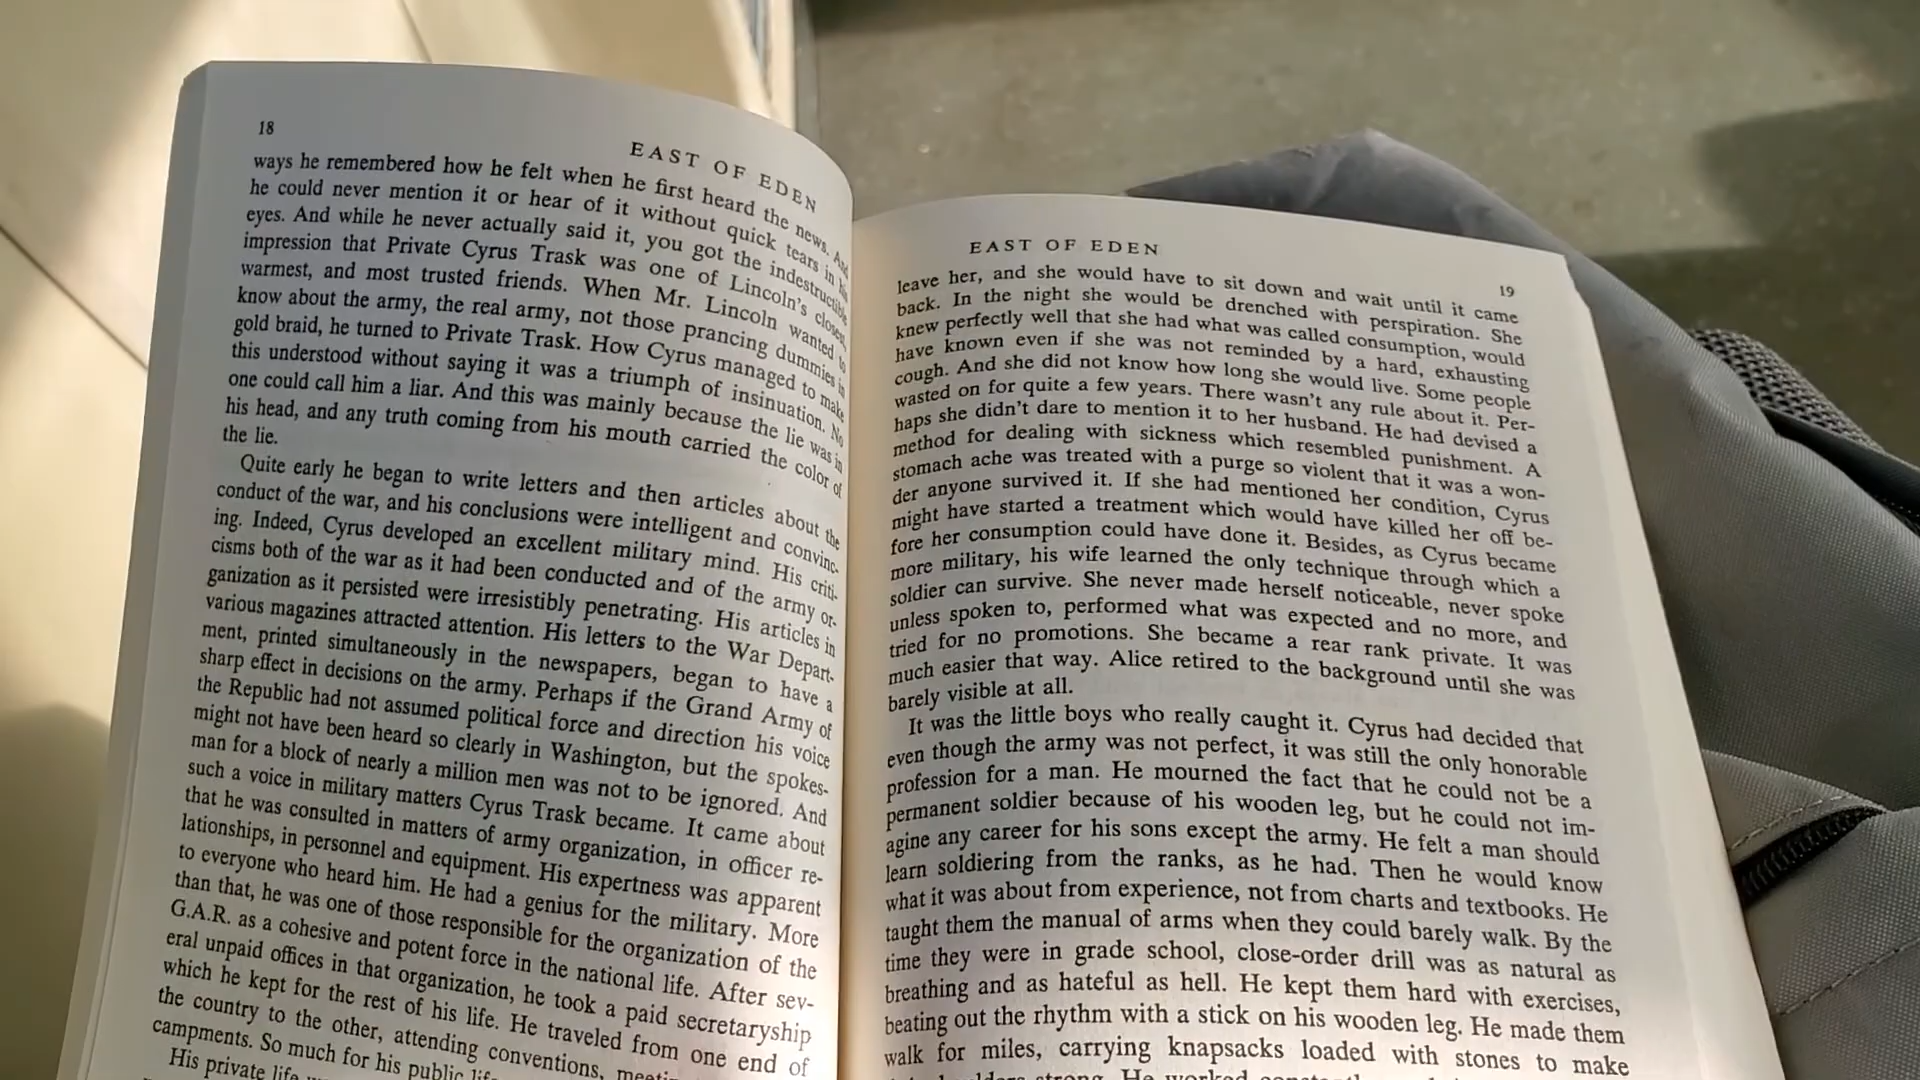 18
EAST OF EDEN
ways he remembered how he felt when he first heard the news. And
he could never mention it or hear of it without quick tears in his
eyes. And while he never actually said it, you got the indestructible
impression that Private Cyrus Trask was one of Lincoln's closest,
warmest, and most trusted friends. When Mr. Lincoln wanted to
know about the army, the real army, not those prancing dummies in
gold braid, he turned to Private Trask. How Cyrus managed to make
this understood without saying it was a triumph of insinuation. No
one could call him a liar. And this was mainly because the lie was in
his head, and any truth coming from his mouth carried the color of
the lie.
Quite early he began to write letters and then articles about the
conduct of the war, and his conclusions were intelligent and convinc-
ing. Indeed, Cyrus developed an excellent military mind. His criti-
cisms both of the war as it had been conducted and of the army or-
ganization as it persisted were irresistibly penetrating. His articles in
various magazines attracted attention. His letters to the War Depart-
ment, printed simultaneously in the newspapers, began to have a
sharp effect in decisions on the army. Perhaps if the Grand Army of
the Republic had not assumed political force and direction his voice
might not have been heard so clearly in Washington, but the spokes-
man for a block of nearly a million men was not to be ignored. And
such a voice in military matters Cyrus Trask became. It came about
that he was consulted in matters of army organization, in officer re-
lationships, in personnel and equipment. His expertness was apparent
to everyone who heard him. He had a genius for the military. More
than that, he was one of those responsible for the organization of the
G.A.R. as a cohesive and potent force in the national life. After sev-
eral unpaid offices in that organization, he took a paid secretaryship
which he kept for the rest of his life. He traveled from one end of
the country to the other, attending conventions,
campments. So much for his public
His private life
EAST OF EDEN
19
leave her, and she would have to sit down and wait until it came
back. In the night she would be drenched with perspiration. She
knew perfectly well that she had what was called consumption, would
have known even if she was not reminded by a hard, exhausting
cough. And she did not know how long she would live. Some people
wasted on for quite a few years. There wasn't any rule about it. Per-
haps she didn't dare to mention it to her husband. He had devised a
method for dealing with sickness which resembled punishment. A
stomach ache was treated with a purge so violent that it was a won-
der anyone survived it. If she had mentioned her condition, Cyrus
might have started a treatment which would have killed her off be-
fore her consumption could have done it. Besides, as Cyrus became
more military, his wife learned the only technique through which a
soldier can survive. She never made herself noticeable, never spoke
unless spoken to, performed what was expected and no more, and
tried for no promotions. She became a rear rank private. It was
much easier that way. Alice retired to the background until she was
barely visible at all.
It was the little boys who really caught it. Cyrus had decided that
even though the army was not perfect, it was still the only honorable
profession for a man. He mourned the fact that he could not be a
permanent soldier because of his wooden leg, but he could not im-
agine any career for his sons except the army. He felt a man should
learn soldiering from the ranks, as he had. Then he would know
what it was about from experience, not from charts and textbooks. He
taught them the manual of arms when they could barely walk. By the
time they were in grade school, close-order drill was as natural as
breathing and as hateful as hell. He kept them hard with exercises,
beating out the rhythm with a stick on his wooden leg. He made them
walk for miles, carrying knapsacks loaded with stones to make
strong. He worked